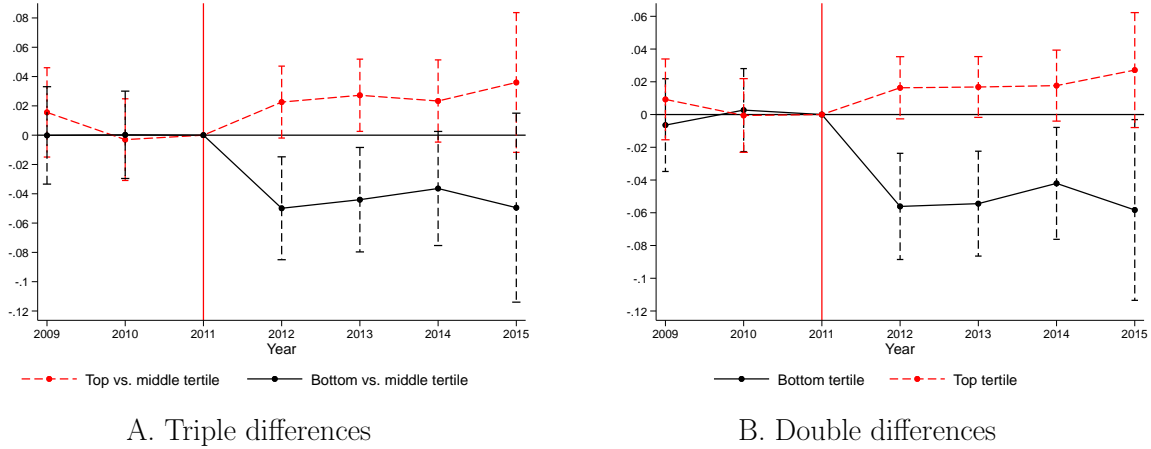 .08
.06
.04
.02
0
-.02
-.04
-.06
-.08
-.1
-.12
2009 2010 2011 2012 2013 2014 2015
Year
Top vs. middle tertile Bottom vs. middle tertile
A. Triple differences
.06
.04
.02
0
-.02
-.04
-.06
-.08
-.1
-.12
2009 2010 2011 2012 2013 2014 2015
Year
Bottom tertile Top tertile
B. Double differences